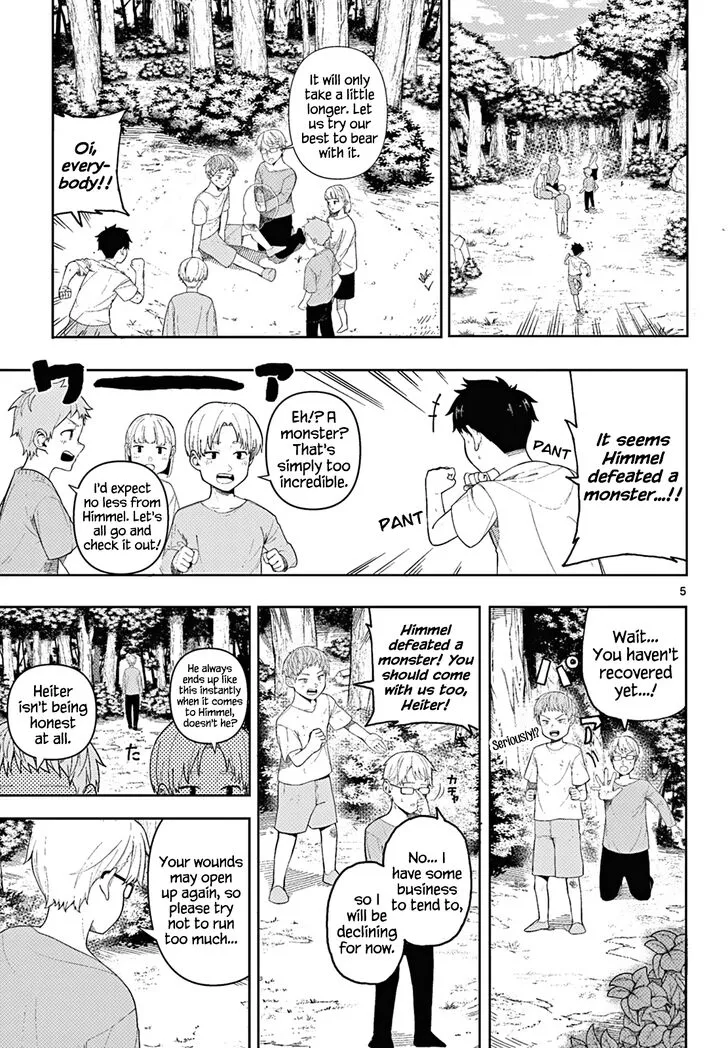 It will only
take a little
longer. Let
us try our
best to bear
with it.
Oi,
every-
body!!
It seems
Himmel
defeated a
monster...!!
PANT
PANT
Eh!? A
monster?
That's
simply too
incredible.
I'd expect
no less from
Himmel. Let's
all go and
check it out!
ワーーア
5
Wait...
You haven't
recovered
yet...!
パアー
Seriously!?
Himmel
defeated a
monster! You
should come
with us too,
Heiter!
カチャ
No... I
have some
business
to tend to,
so I
will be
declining
for now.
He always
ends up like
this instantly
when it comes
to Himmel,
doesn't he?
Heiter
isn't being
honest
at all.
Your wounds
may open
up again, so
please try
not to run
too much...